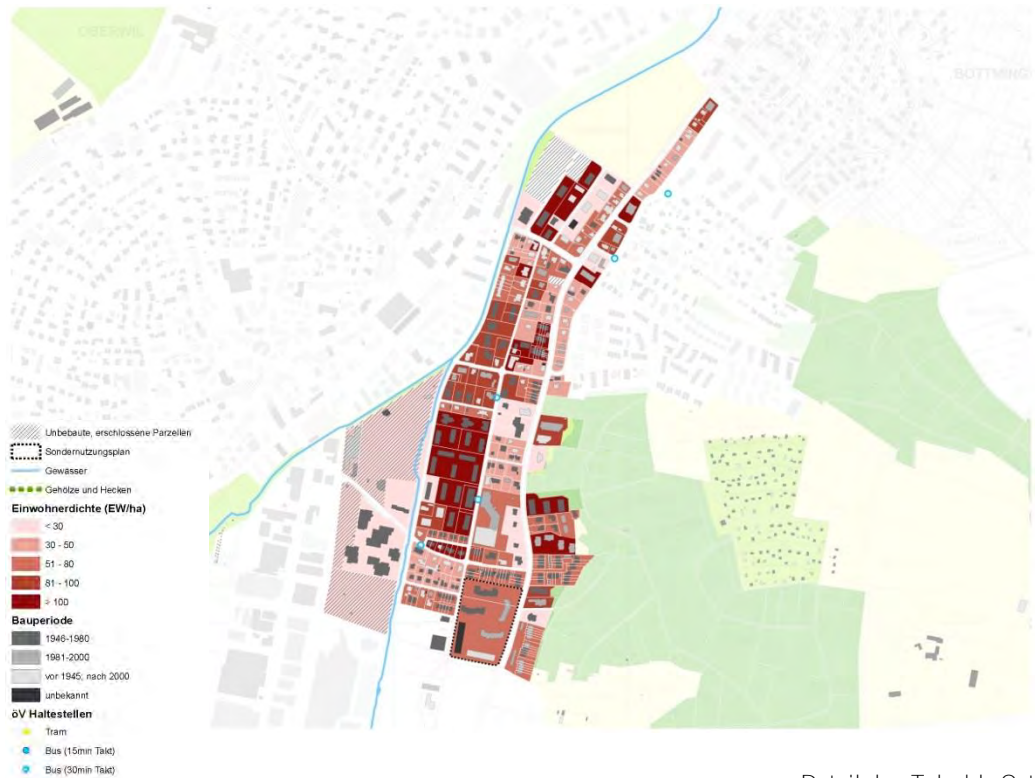 OBERWIL
BOTTMING
Unbebaute, erschlossene Parzellen
Sondernutzungsplan
Gewässer
Gehölze und Hecken
Einwohnerdichte (EW/ha)
< 30
30 - 50
51 - 80
81 - 100
> 100
Bauperiode
1946-1980
1981-2000
vor 1945; nach 2000
unbekannt
öV Haltestellen
Tram
Bus (15min Takt)
Bus (30min Takt)